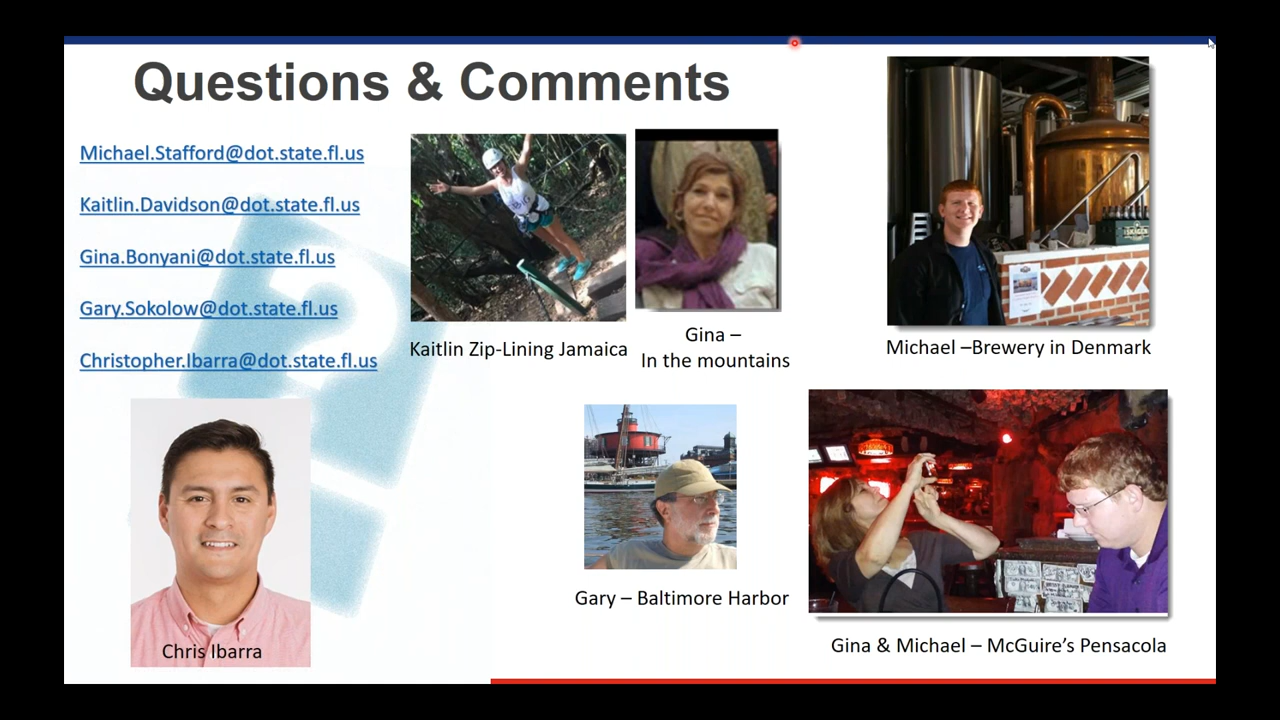 Questions & Comments
Michael.Stafford@dot.state.fl.us
Kaitlin.Davidson@dot.state.fl.us
Gina.Bonyani@dot.state.fl.us
Gary.Sokolow@dot.state.fl.us
Christopher.Ibarra@dot.state.fl.us
Kaitlin Zip-Lining Jamaica
Gina –
In the mountains
Michael –Brewery in Denmark
Chris Ibarra
Gary – Baltimore Harbor
Gina & Michael – McGuire's Pensacola